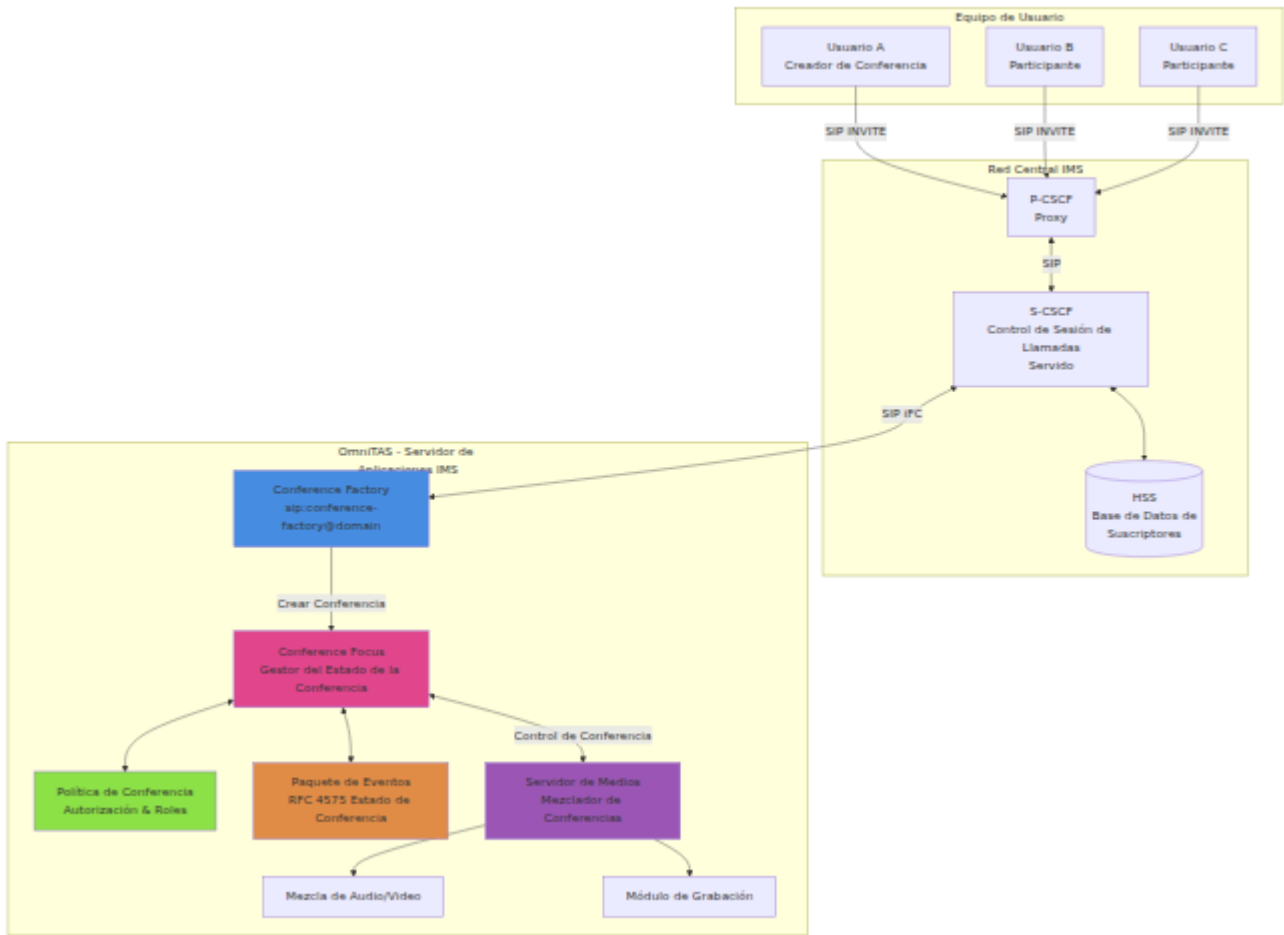 Equipo de Usuario
Usuario A
Creador de Conferencia
Usuario B
Participante
Usuario C
Participante
SIP INVITE
SIP INVITE
SIP INVITE
Red Central IMS
P-CSCF
Proxy
SIP
S-CSCF
Control de Sesión de
Llamadas
Servido
SIP iFC
HSS
Base de Datos de
Suscriptores
OmniTAS - Servidor de
Aplicaciones IMS
Conference Factory
sip:conference-
factory@domain
Crear Conferencia
Conference Focus
Gestor del Estado de la
Conferencia
Control de Conferencia
Política de Conferencia
Autorización & Roles
Paquete de Eventos
RFC 4575 Estado de
Conferencia
Servidor de Medios
Mezclador de
Conferencias
Mezcla de Audio/Video
Módulo de Grabación